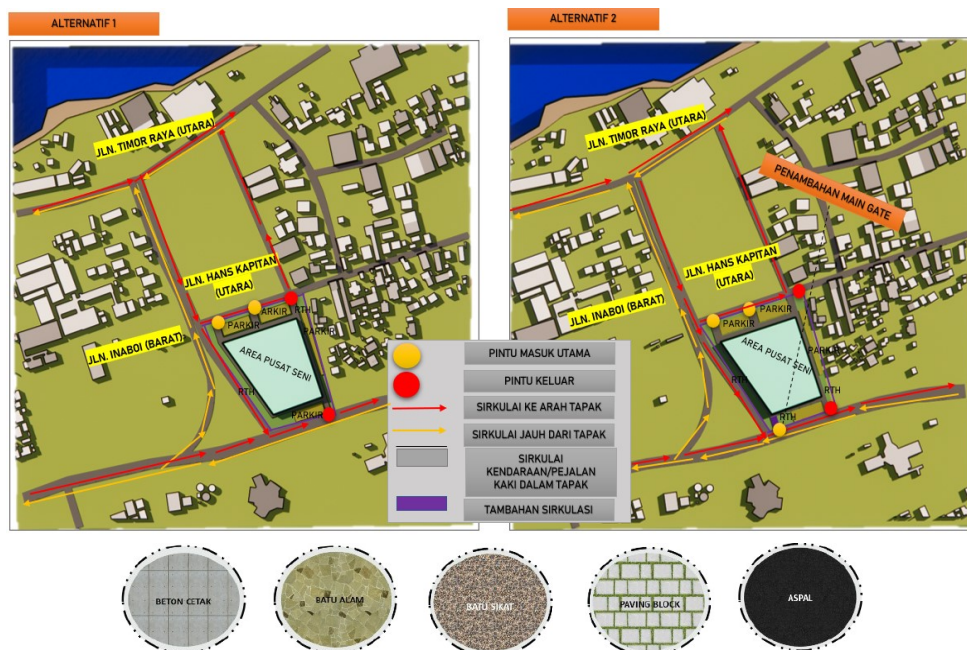 ALTERNATIF 1
JLN. TIMOR RAYA (UTARA)
JLN. HANS KAPITAN
(UTARA)
JLN. INABOI (BARAT)
PARKIR
ARKIR
RTH
PARKIR
AREA PUSAT SENI
RTH
PARKIR
ALTERNATIF 2
JLN. TIMOR RAYA (UTARA)
PENAMBAHAN MAIN GATE
JLN. HANS KAPITAN
(UTARA)
JLN. INABOI (BARAT)
PARKIR
PARKIR
PARKIR
AREA PUSAT SENI
RTH
RTH
RTH
PINTU MASUK UTAMA
PINTU KELUAR
SIRKULAI KE ARAH TAPAK
SIRKULAI JAUH DARI TAPAK
SIRKULAI
KENDARAAN/PEJALAN
KAKI DALAM TAPAK
TAMBAHAN SIRKULASI
BETON CETAK
BATU ALAM
BATU SIKAT
PAVING BLOCK
ASPAL